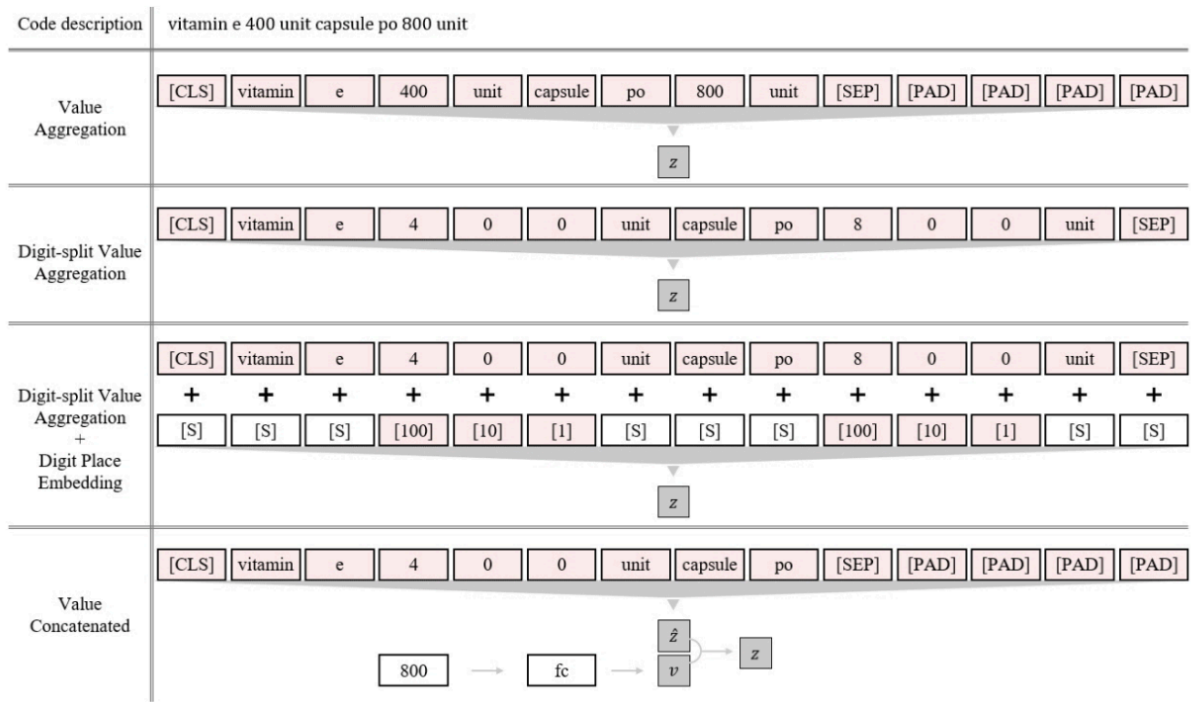 Code description vitamin e 400 unit capsule po 800 unit
[CLS] vitamin e 400 unit capsule po 800 unit [SEP] [PAD] [PAD] [PAD] [PAD]
Value
Aggregation
z
[CLS] vitamin e 4 0 0 unit capsule po 8 0 0 unit [SEP]
Digit-split Value
Aggregation
z
[CLS] vitamin e 4 0 0 unit capsule po 8 0 0 unit [SEP]
+ + + + + + + + + + + + + +
[S] [S] [S] [100] [10] [1] [S] [S] [S] [100] [10] [1] [S] [S]
Digit-split Value
Aggregation
+
Digit Place
Embedding
z
[CLS] vitamin e 4 0 0 unit capsule po [SEP] [PAD] [PAD] [PAD] [PAD]
Value
Concatenated
ẑ
z
800 fc v